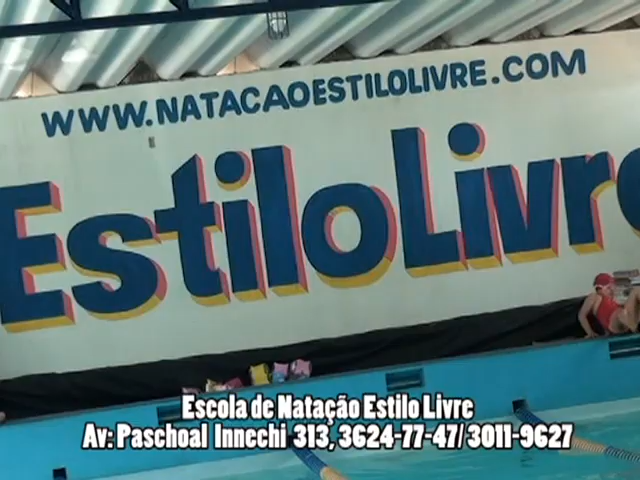 WWW.NATACAOESTILOLIVRE.COM
EstiloLivre
Escola de Natação Estilo Livre
Av: Paschoal Innechi 313, 3624-77-47/ 3011-9627